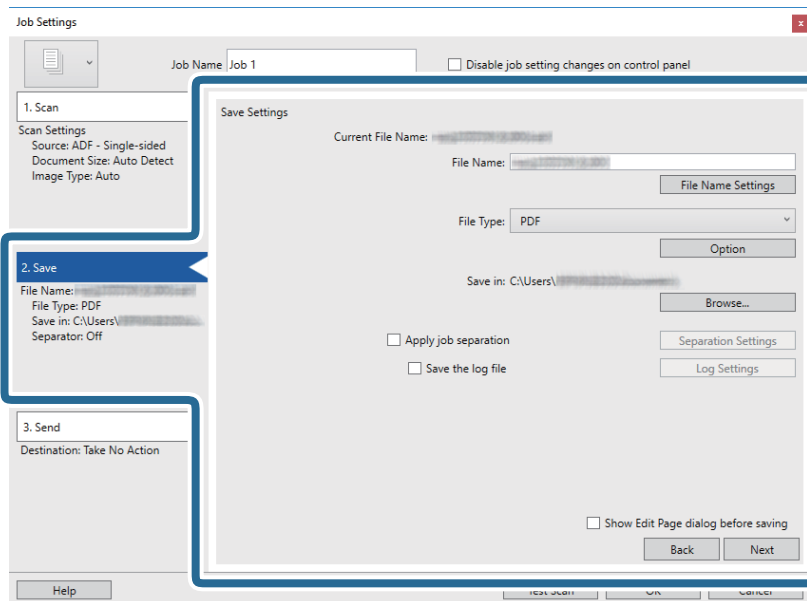 Job Settings
Job Name Job 1
Disable job setting changes on control panel
1. Scan
Scan Settings
Source: ADF - Single-sided
Document Size: Auto Detect
Image Type: Auto
2. Save
File Name:
File Type: PDF
Save in: C:\Users\
Separator: Off
3. Send
Destination: Take No Action
Save Settings
Current File Name:
File Name:
File Name Settings
File Type: PDF
Option
Save in: C:\Users\
Browse...
Apply job separation
Separation Settings
Save the log file
Log Settings
Show Edit Page dialog before saving
Back Next
Help Test Scan OK Cancel